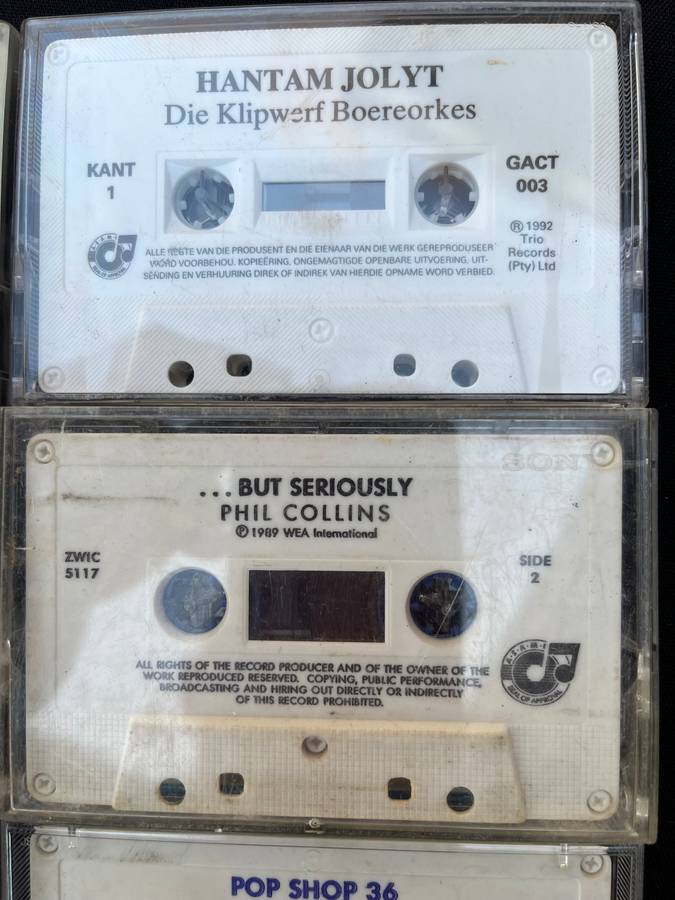 HANTAM JOLYT
Die Klipwerf Boereorkes
KANT
1
GACT
003
℗ 1992
Trio
Records
(Pty) Ltd
ALLE REGTE VAN DIE PRODUSENT EN DIE EIENAAR VAN DIE WERK GEREPRODUSEER
WORD VOORBEHOU. KOPIEËRING, ONGEMAGTIGDE OPENBARE UITVOERING, UIT-
SENDING EN VERHUURING DIREK OF INDIREK VAN HIERDIE OPNAME WORD VERBIED.
SEAL OF APPROVAL
SONY
...BUT SERIOUSLY
PHIL COLLINS
℗ 1989 WEA International
ZWIC
5117
SIDE
2
ALL RIGHTS OF THE RECORD PRODUCER AND OF THE OWNER OF THE
WORK REPRODUCED RESERVED. COPYING, PUBLIC PERFORMANCE,
BROADCASTING AND HIRING OUT DIRECTLY OR INDIRECTLY
OF THIS RECORD PROHIBITED.
A.S.A.M.I.
SEAL OF APPROVAL
POP SHOP 36